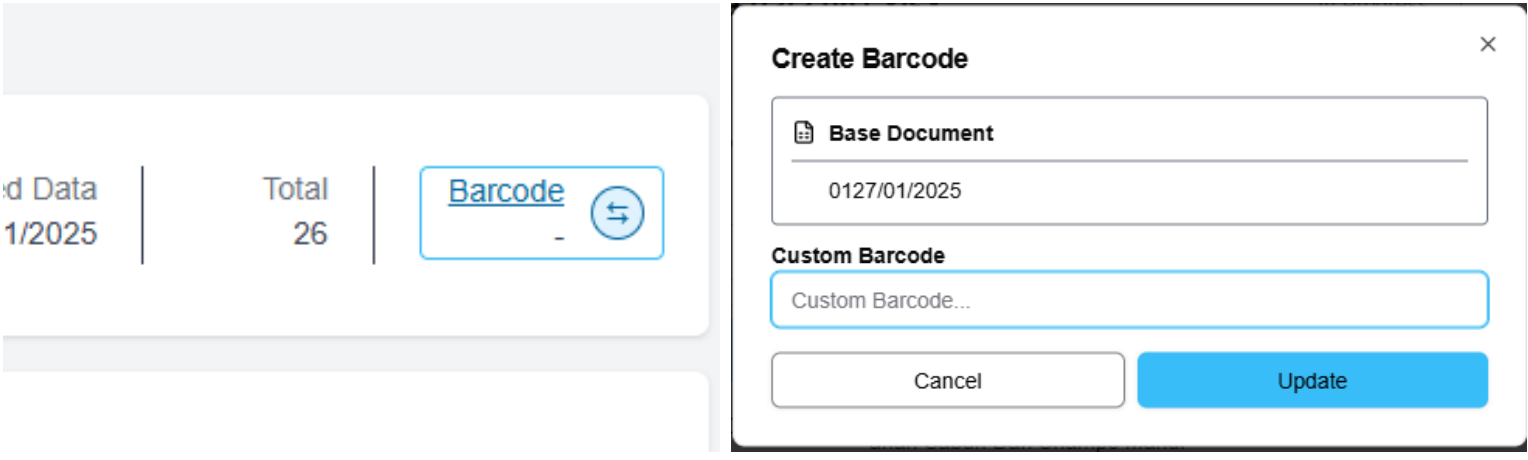 ed Data
1/2025
Total
26
Barcode
-
Create Barcode
Base Document
0127/01/2025
Custom Barcode
Custom Barcode...
Cancel
Update